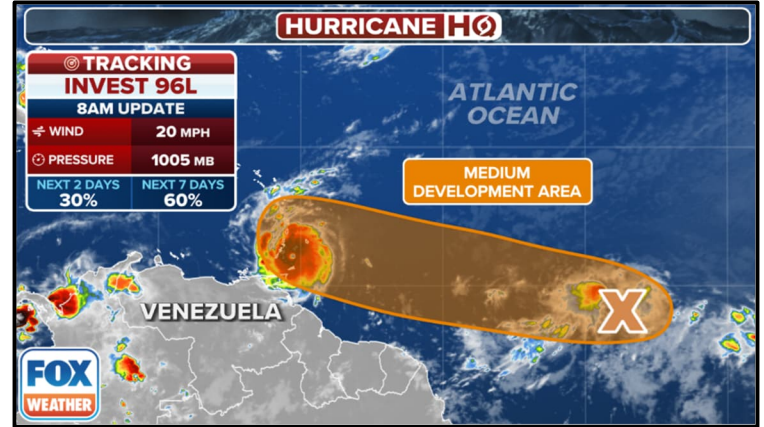 HURRICANE HQ
TRACKING
INVEST 96L
8AM UPDATE
WIND 20 MPH
PRESSURE 1005 MB
NEXT 2 DAYS NEXT 7 DAYS
30% 60%
ATLANTIC
OCEAN
MEDIUM
DEVELOPMENT AREA
X
VENEZUELA
FOX
WEATHER